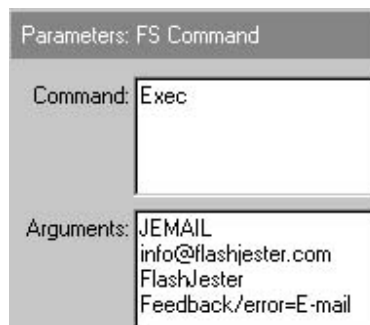 Parameters: FS Command
Command: Exec
Arguments: JEMAIL
info@flashjester.com
FlashJester
Feedback/error=E-mail